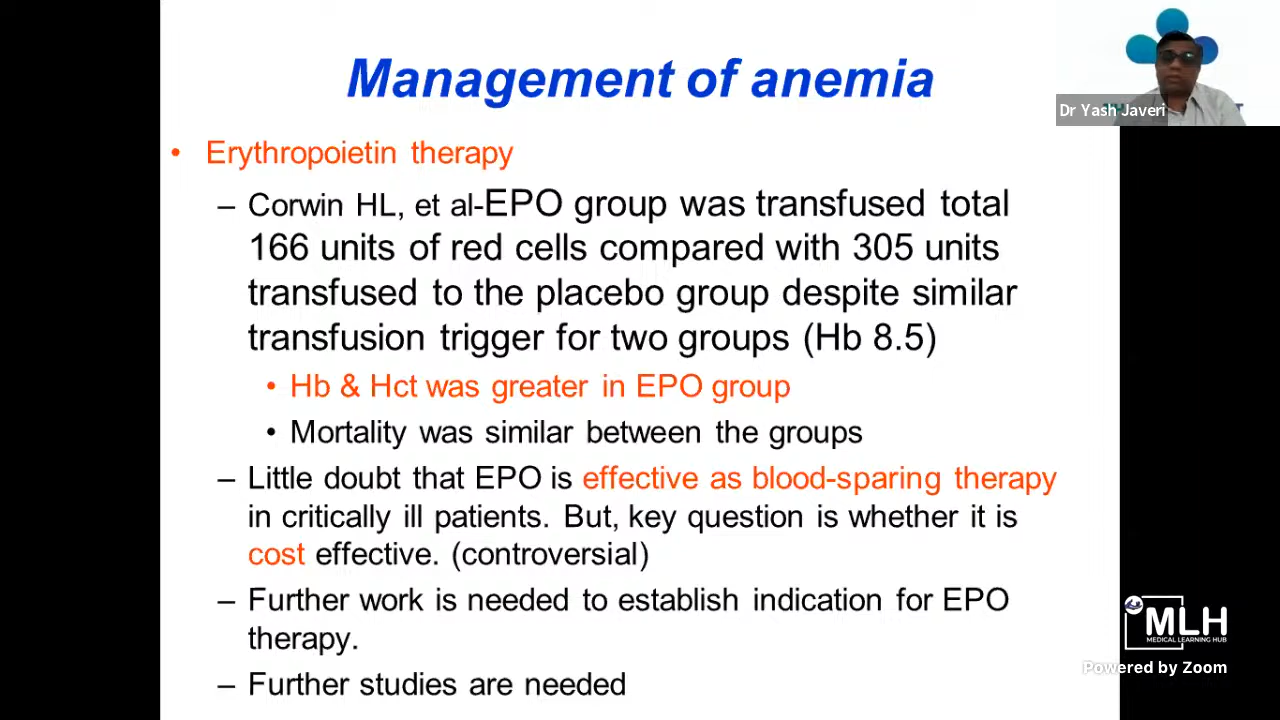 Management of anemia
Dr Yash Javeri
• Erythropoietin therapy
– Corwin HL, et al-EPO group was transfused total
166 units of red cells compared with 305 units
transfused to the placebo group despite similar
transfusion trigger for two groups (Hb 8.5)
• Hb & Hct was greater in EPO group
• Mortality was similar between the groups
– Little doubt that EPO is effective as blood-sparing therapy
in critically ill patients. But, key question is whether it is
cost effective. (controversial)
– Further work is needed to establish indication for EPO
therapy.
– Further studies are needed
MLH
MEDICAL LEARNING HUB
Powered by Zoom